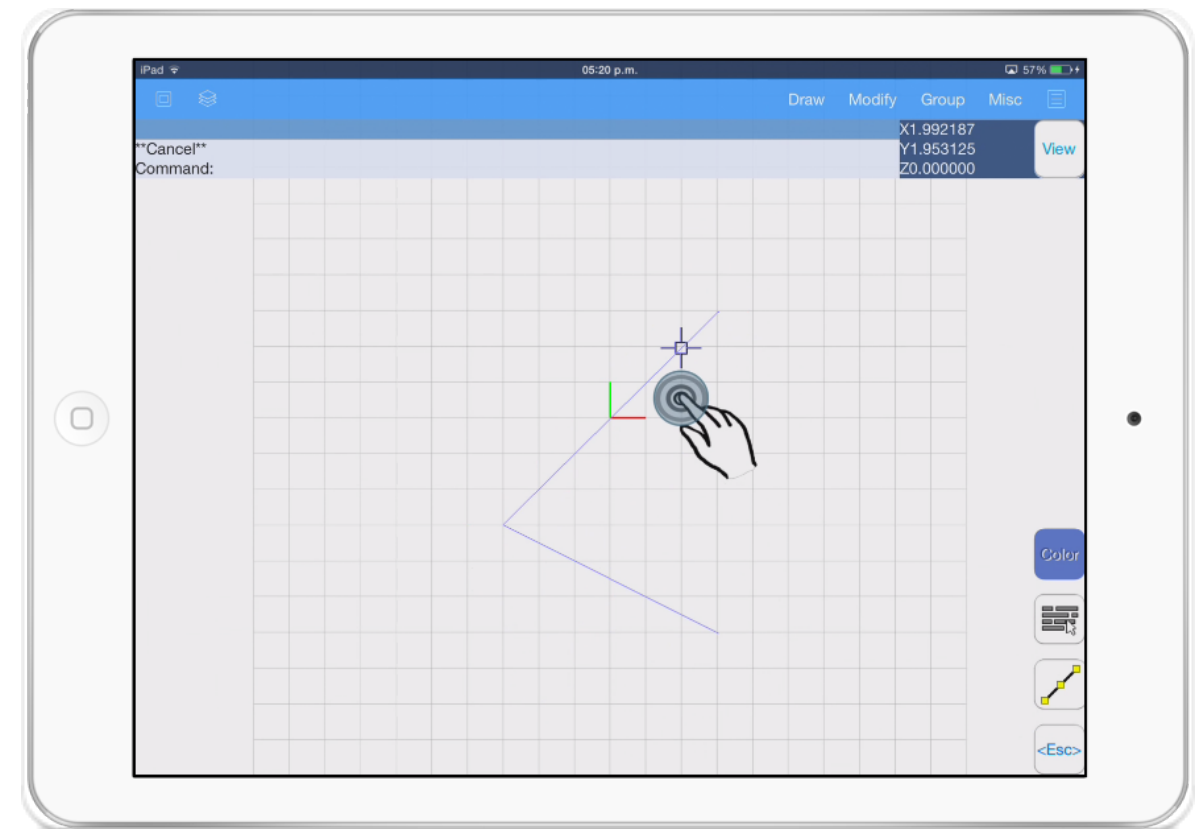 iPad 05:20 p.m. 57%
Draw Modify Group Misc
X1.992187
**Cancel** Y1.953125 View
Command: Z0.000000
Color
<Esc>